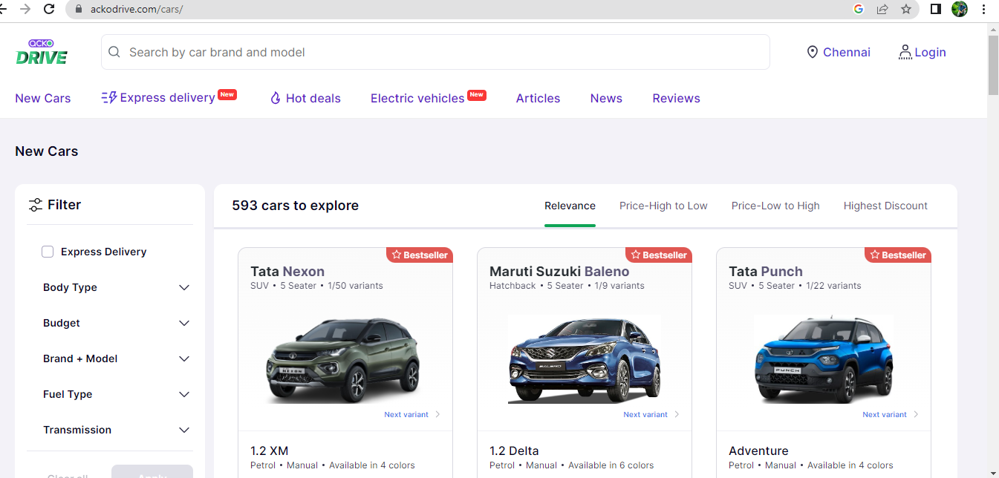 ackodrive.com/cars/
acko
DRIVE
Search by car brand and model
Chennai
Login
New Cars
Express delivery New
Hot deals
Electric vehicles New
Articles
News
Reviews
New Cars
Filter
Express Delivery
Body Type
Budget
Brand + Model
Fuel Type
Transmission
Clear all
Apply
593 cars to explore
Relevance
Price-High to Low
Price-Low to High
Highest Discount
Bestseller
Tata Nexon
SUV • 5 Seater • 1/50 variants
NEXON
Next variant
1.2 XM
Petrol • Manual • Available in 4 colors
Bestseller
Maruti Suzuki Baleno
Hatchback • 5 Seater • 1/9 variants
BALENO
Next variant
1.2 Delta
Petrol • Manual • Available in 6 colors
Bestseller
Tata Punch
SUV • 5 Seater • 1/22 variants
PUNCH
Next variant
Adventure
Petrol • Manual • Available in 4 colors